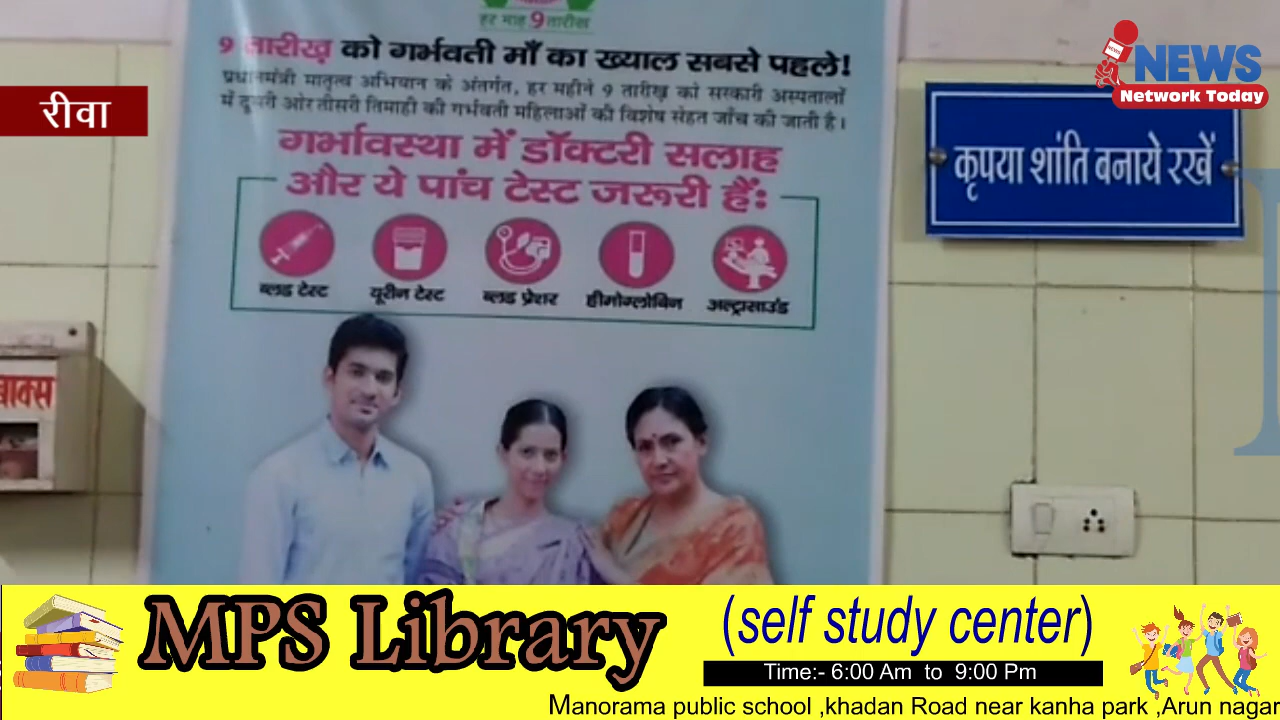 हर माह 9 तारीख
9 तारीख़ को गर्भवती माँ का ख्याल सबसे पहले!
प्रधानमंत्री मातृत्व अभियान के अंतर्गत, हर महीने 9 तारीख़ को सरकारी अस्पतालों
में दूसरी और तीसरी तिमाही की गर्भवती महिलाओं की विशेष सेहत जाँच की जाती है।
गर्भावस्था में डॉक्टरी सलाह
और ये पांच टेस्ट जरूरी हैं:
ब्लड टेस्ट
यूरीन टेस्ट
ब्लड प्रेशर
हीमोग्लोबिन
अल्ट्रासाउंड
रीवा
NEWS
NEWS
Network Today
कृपया शांति बनाये रखें
बाक्स
MPS Library
(self study center)
Time:- 6:00 Am to 9:00 Pm
Manorama public school ,khadan Road near kanha park ,Arun nagar